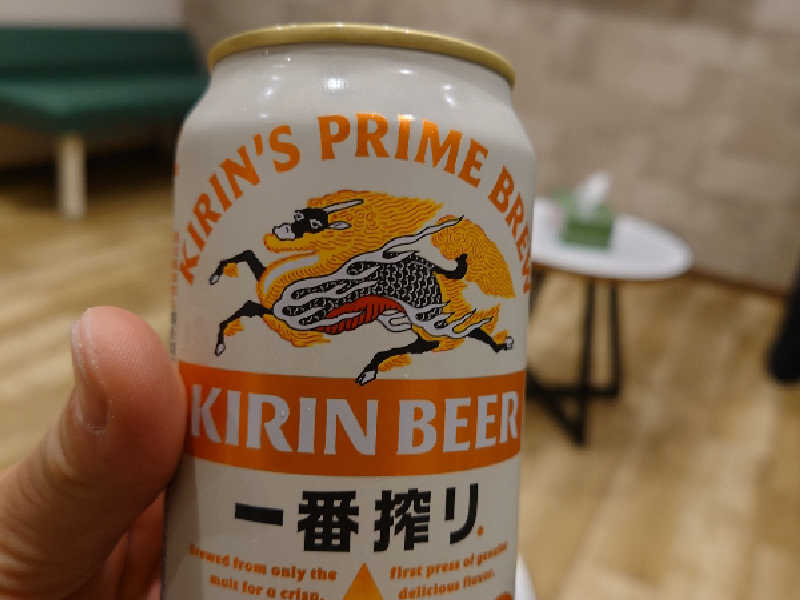 KIRIN'S PRIME BREW
KIRIN BEER
一番搾り®
Brewed from only the
malt for a crisp,
first press of genuine
delicious flavor.